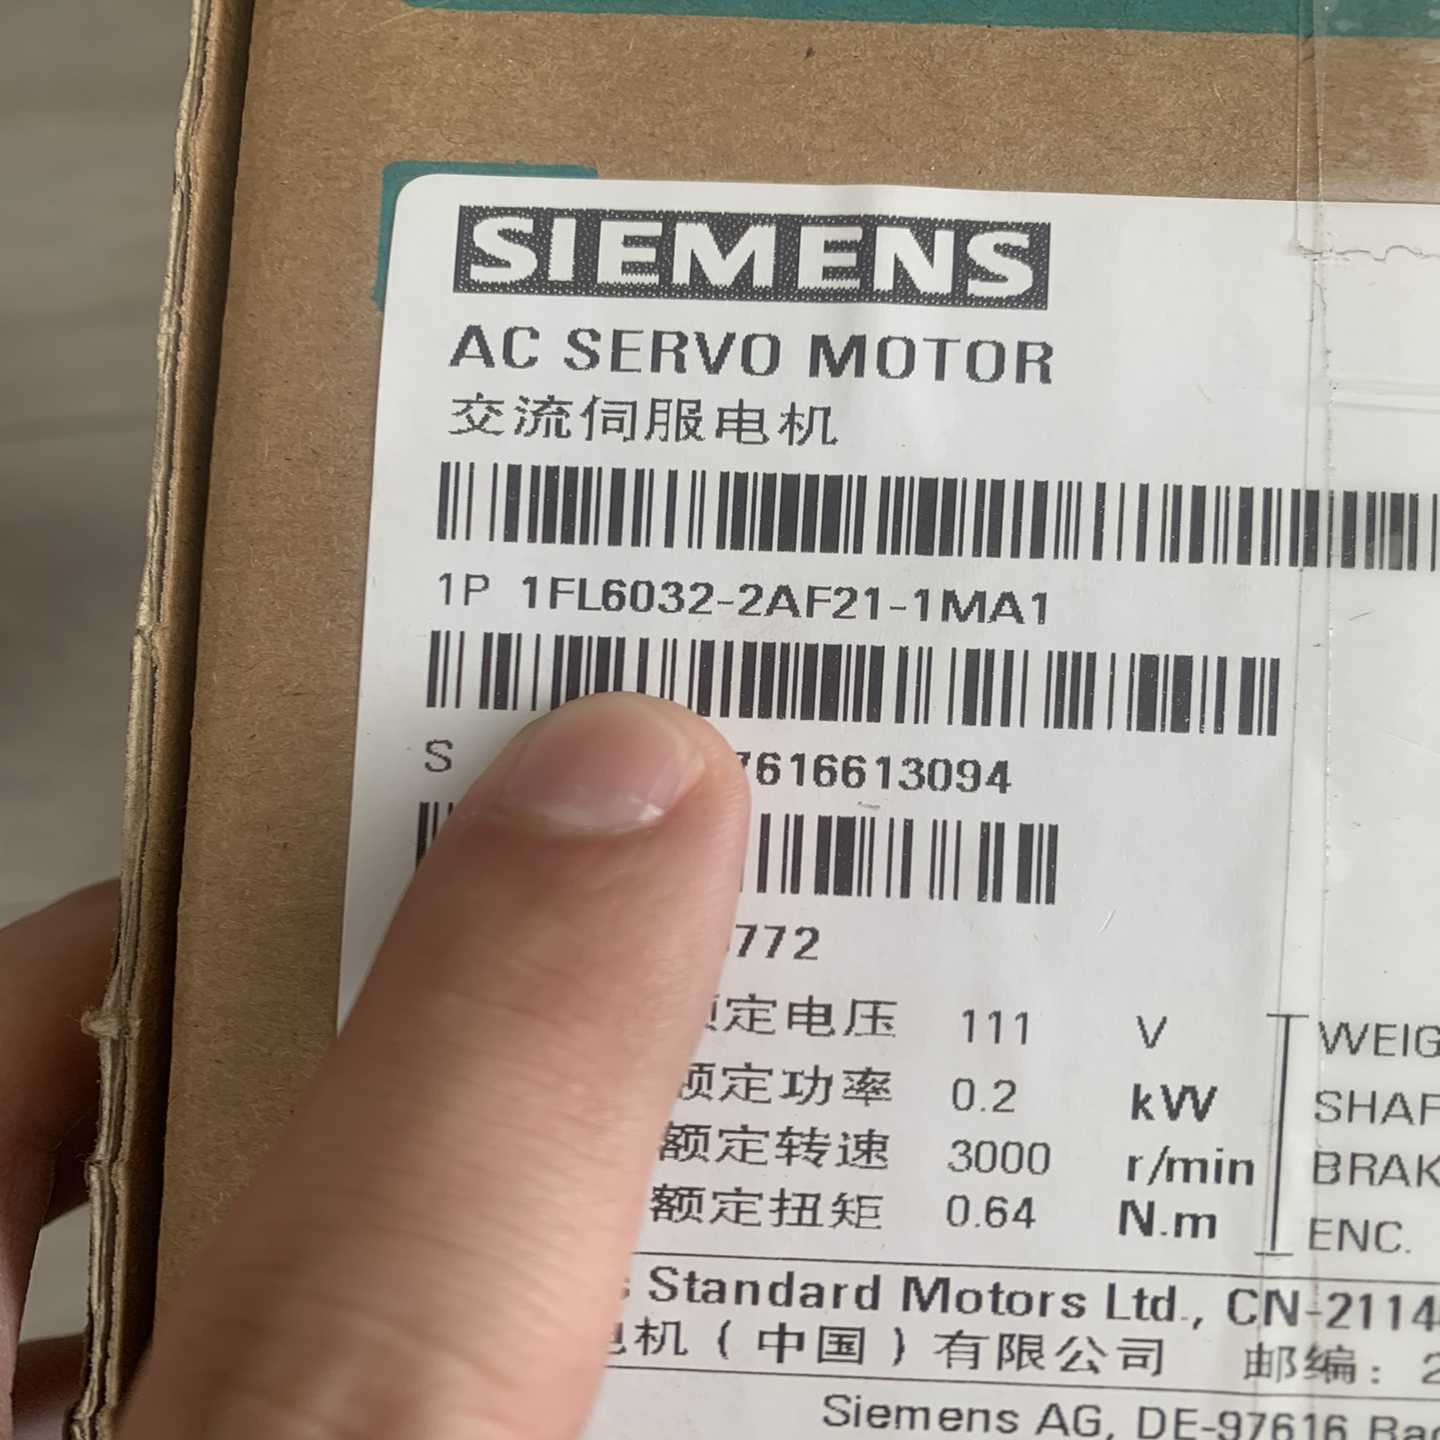 SIEMENS
AC SERVO MOTOR
交流伺服电机
1P 1FL6032-2AF21-1MA1
S 7616613094
772
额定电压 111 V
额定功率 0.2 kW
额定转速 3000 r/min BRAK
额定扭矩 0.64 N.m ENC.
Standard Motors Ltd., CN-2114
电机（中国）有限公司 邮编: 2
Siemens AG, DE-97616